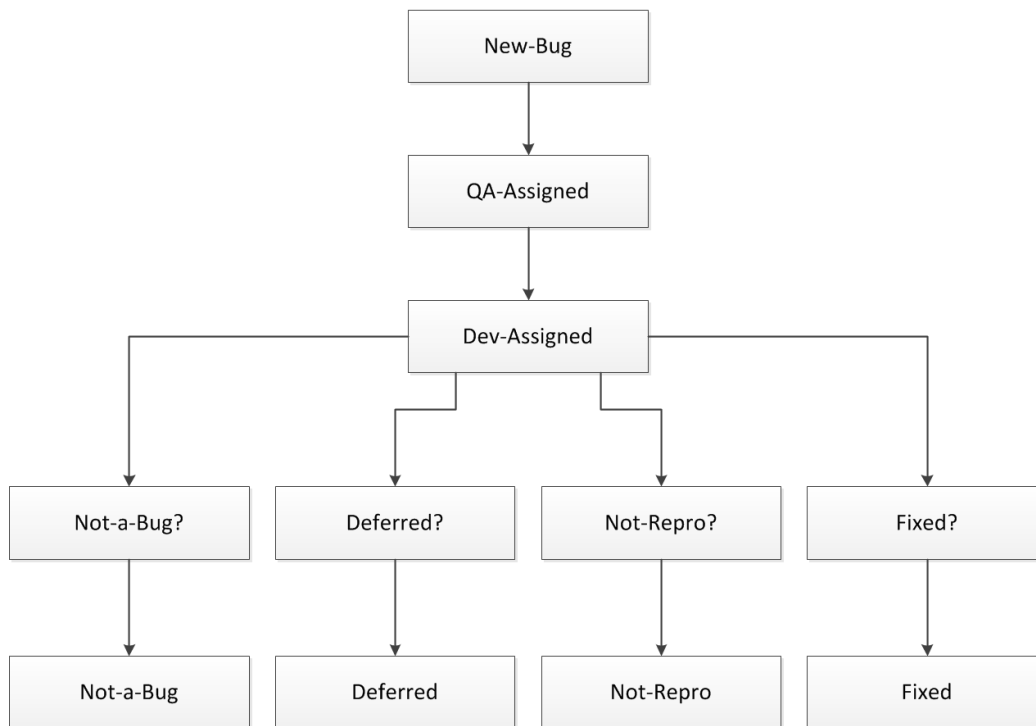 New-Bug
QA-Assigned
Dev-Assigned
Not-a-Bug?
Deferred?
Not-Repro?
Fixed?
Not-a-Bug
Deferred
Not-Repro
Fixed